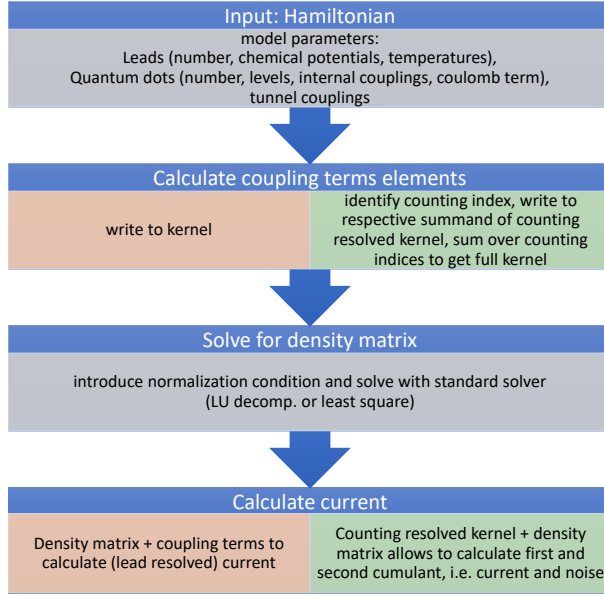 Input: Hamiltonian
model parameters:
Leads (number, chemical potentials, temperatures),
Quantum dots (number, levels, internal couplings, coulomb term),
tunnel couplings
Calculate coupling terms elements
write to kernel
identify counting index, write to
respective summand of counting
resolved kernel, sum over counting
indices to get full kernel
Solve for density matrix
introduce normalization condition and solve with standard solver
(LU decomp. or least square)
Calculate current
Density matrix + coupling terms to
calculate (lead resolved) current
Counting resolved kernel + density
matrix allows to calculate first and
second cumulant, i.e. current and noise